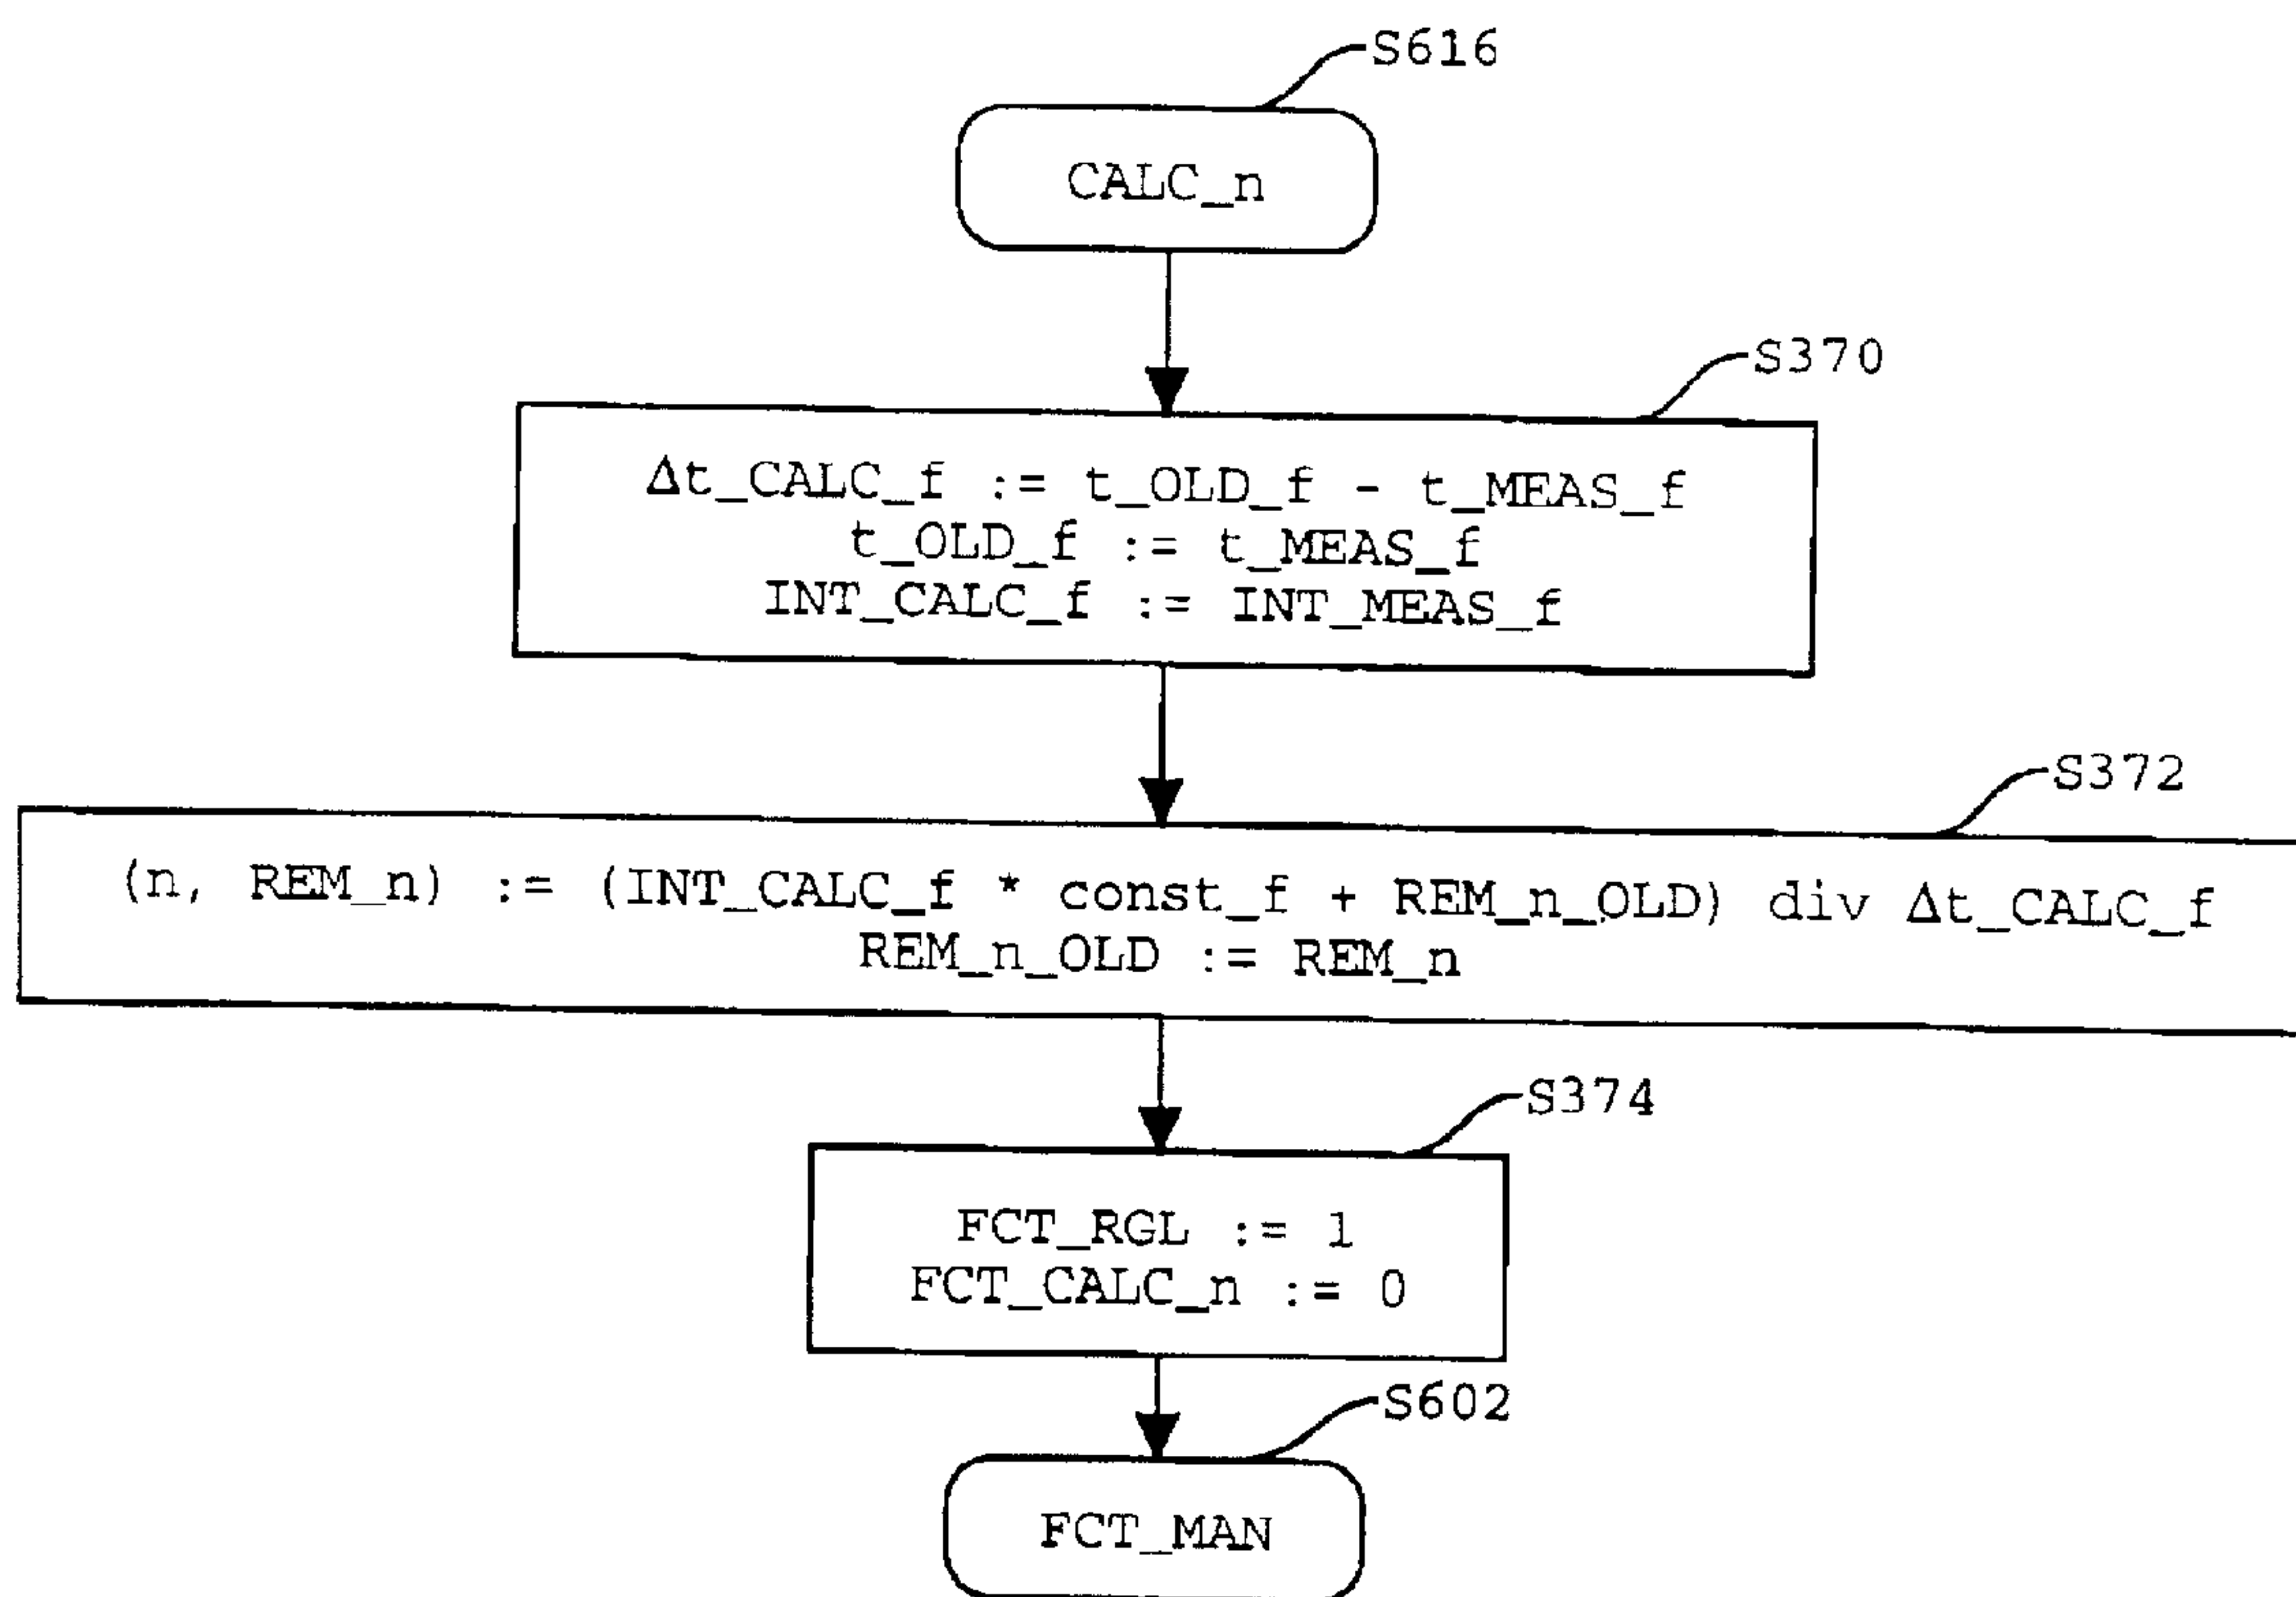 S616
CALC_n
S370
Δt_CALC_f := t_OLD_f - t_MEAS_f
t_OLD_f := t_MEAS_f
INT_CALC_f := INT_MEAS_f
S372
(n, REM_n) := (INT_CALC_f * const_f + REM_n_OLD) div Δt_CALC_f
REM_n_OLD := REM_n
S374
FCT_RGL := 1
FCT_CALC_n := 0
S602
FCT_MAN